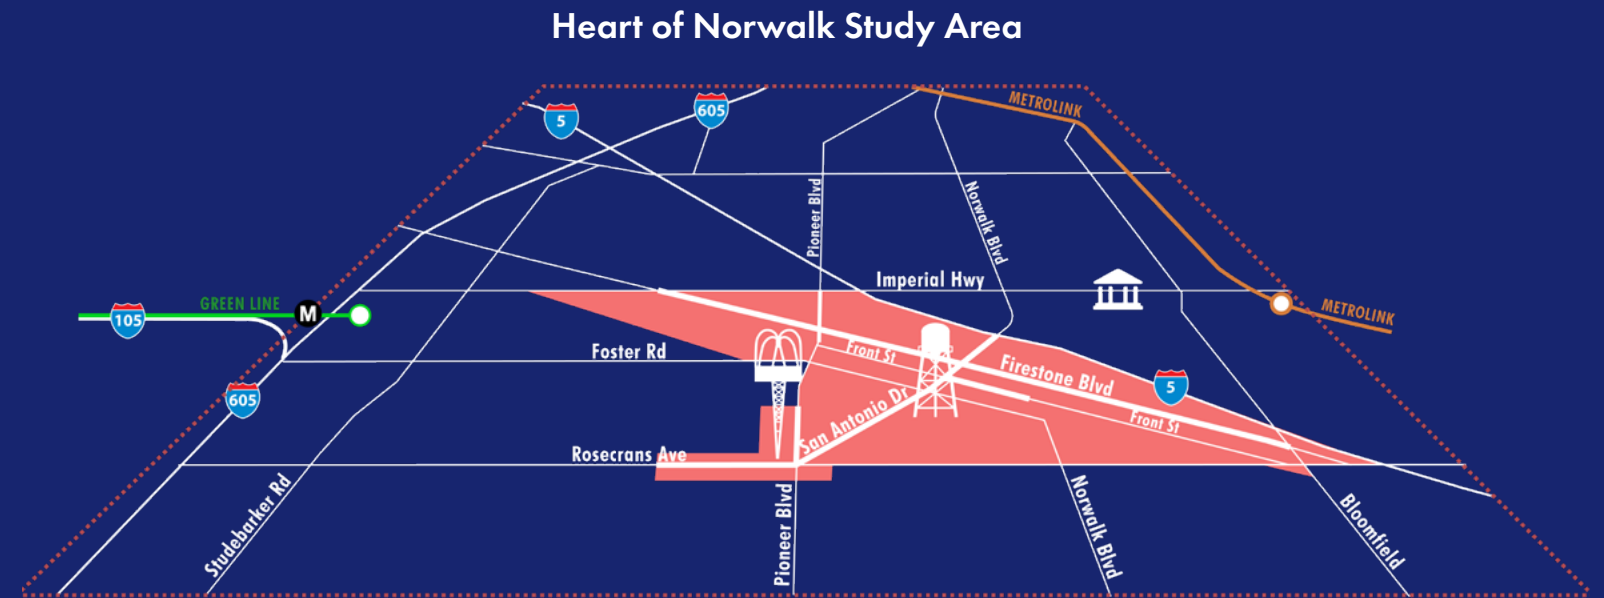 Heart of Norwalk Study Area
METROLINK
5
605
Pioneer Blvd
Norwalk Blvd
Imperial Hwy
GREEN LINE
M
105
METROLINK
Foster Rd
Front St
Firestone Blvd
5
605
San Antonio Dr
Front St
Rosecrans Ave
Studebarker Rd
Pioneer Blvd
Norwalk Blvd
Bloomfield